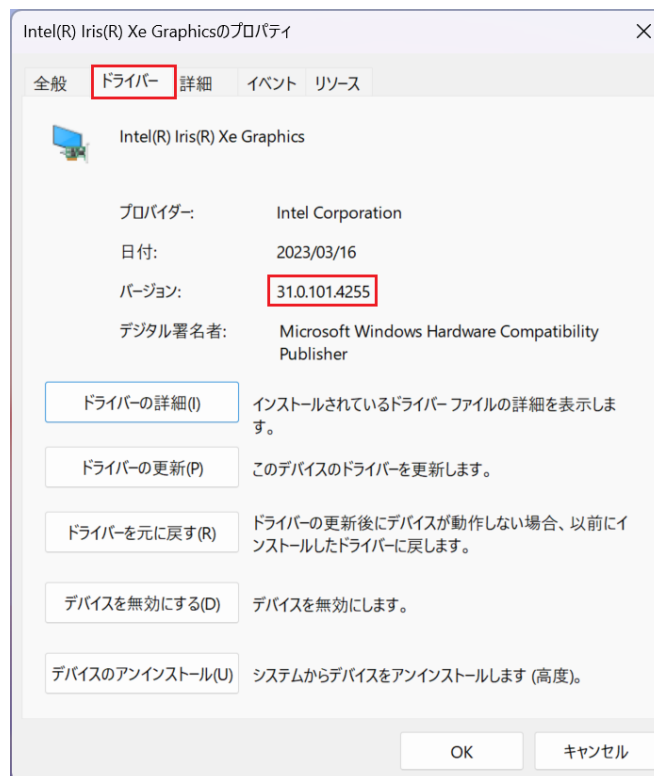 Intel(R) Iris(R) Xe Graphicsのプロパティ
全般 ドライバー 詳細 イベント リソース
Intel(R) Iris(R) Xe Graphics
プロバイダー: Intel Corporation
日付: 2023/03/16
バージョン: 31.0.101.4255
デジタル署名者: Microsoft Windows Hardware Compatibility
Publisher
ドライバーの詳細(I) インストールされているドライバー ファイルの詳細を表示しま
す。
ドライバーの更新(P) このデバイスのドライバーを更新します。
ドライバーを元に戻す(R) ドライバーの更新後にデバイスが動作しない場合、以前にイ
ンストールしたドライバーに戻します。
デバイスを無効にする(D) デバイスを無効にします。
デバイスのアンインストール(U) システムからデバイスをアンインストールします (高度)。
OK キャンセル